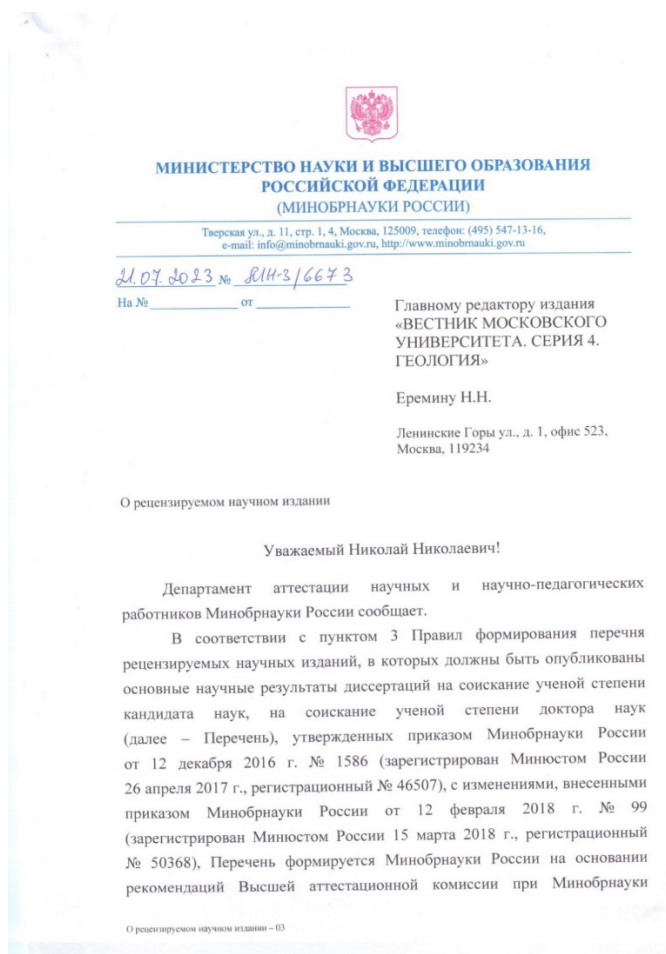 МИНИСТЕРСТВО НАУКИ И ВЫСШЕГО ОБРАЗОВАНИЯ
РОССИЙСКОЙ ФЕДЕРАЦИИ
(МИНОБРНАУКИ РОССИИ)
Тверская ул., д. 11, стр. 1, 4, Москва, 125009, телефон: (495) 547-13-16,
e-mail: info@minobrnauki.gov.ru, http://www.minobrnauki.gov.ru
21.07.2023 № МН-3/6673
На № от
Главному редактору издания
«ВЕСТНИК МОСКОВСКОГО
УНИВЕРСИТЕТА. СЕРИЯ 4.
ГЕОЛОГИЯ»
Еремину Н.Н.
Ленинские Горы ул., д. 1, офис 523,
Москва, 119234
О рецензируемом научном издании
Уважаемый Николай Николаевич!
Департамент аттестации научных и научно-педагогических
работников Минобрнауки России сообщает.
В соответствии с пунктом 3 Правил формирования перечня
рецензируемых научных изданий, в которых должны быть опубликованы
основные научные результаты диссертаций на соискание ученой степени
кандидата наук, на соискание ученой степени доктора наук
(далее – Перечень), утвержденных приказом Минобрнауки России
от 12 декабря 2016 г. № 1586 (зарегистрирован Минюстом России
26 апреля 2017 г., регистрационный № 46507), с изменениями, внесенными
приказом Минобрнауки России от 12 февраля 2018 г. № 99
(зарегистрирован Минюстом России 15 марта 2018 г., регистрационный
№ 50368), Перечень формируется Минобрнауки России на основании
рекомендаций Высшей аттестационной комиссии при Минобрнауки
О рецензируемом научном издании – 03